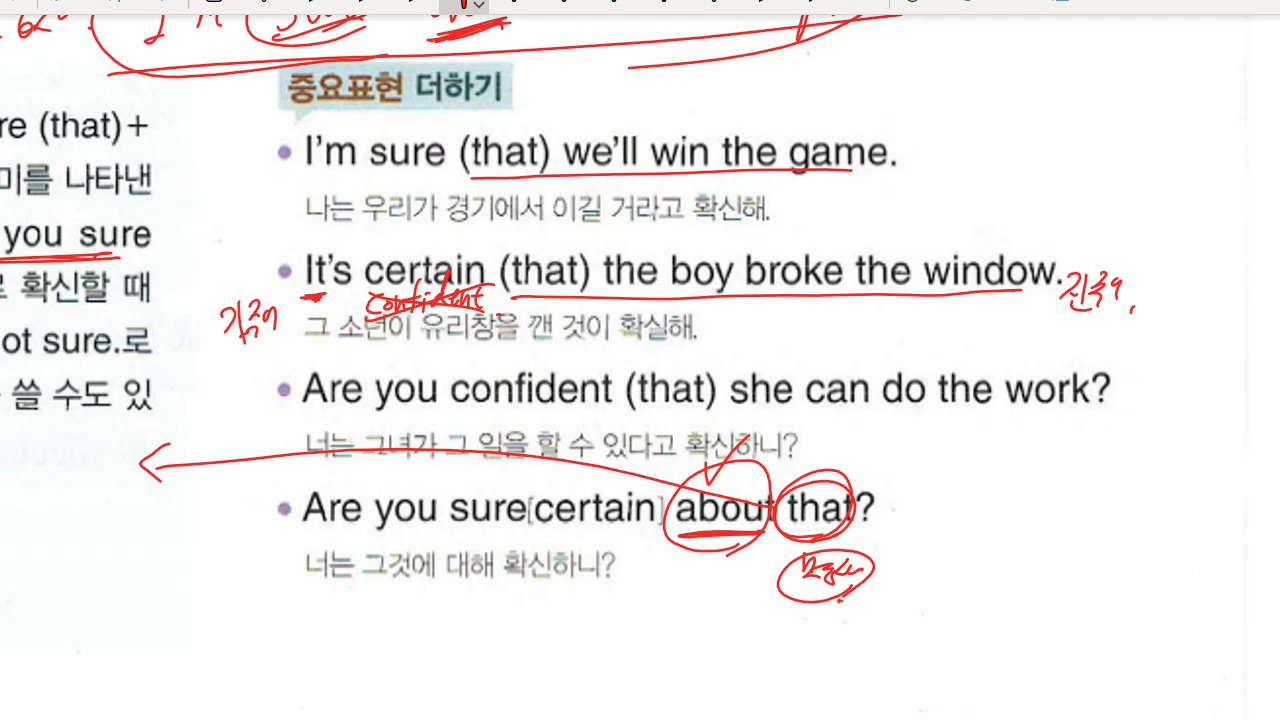 re (that)+
미를 나타낸
you sure
확신할 때
ot sure.로
쓸 수도 있
중요표현 더하기
• I'm sure (that) we'll win the game.
나는 우리가 경기에서 이길 거라고 확신해.
• It's certain (that) the boy broke the window.
confident
가주어
진주어
그 소년이 유리창을 깬 것이 확실해.
• Are you confident (that) she can do the work?
너는 그녀가 그 일을 할 수 있다고 확신하니?
• Are you sure[certain] about that?
너는 그것에 대해 확신하니?